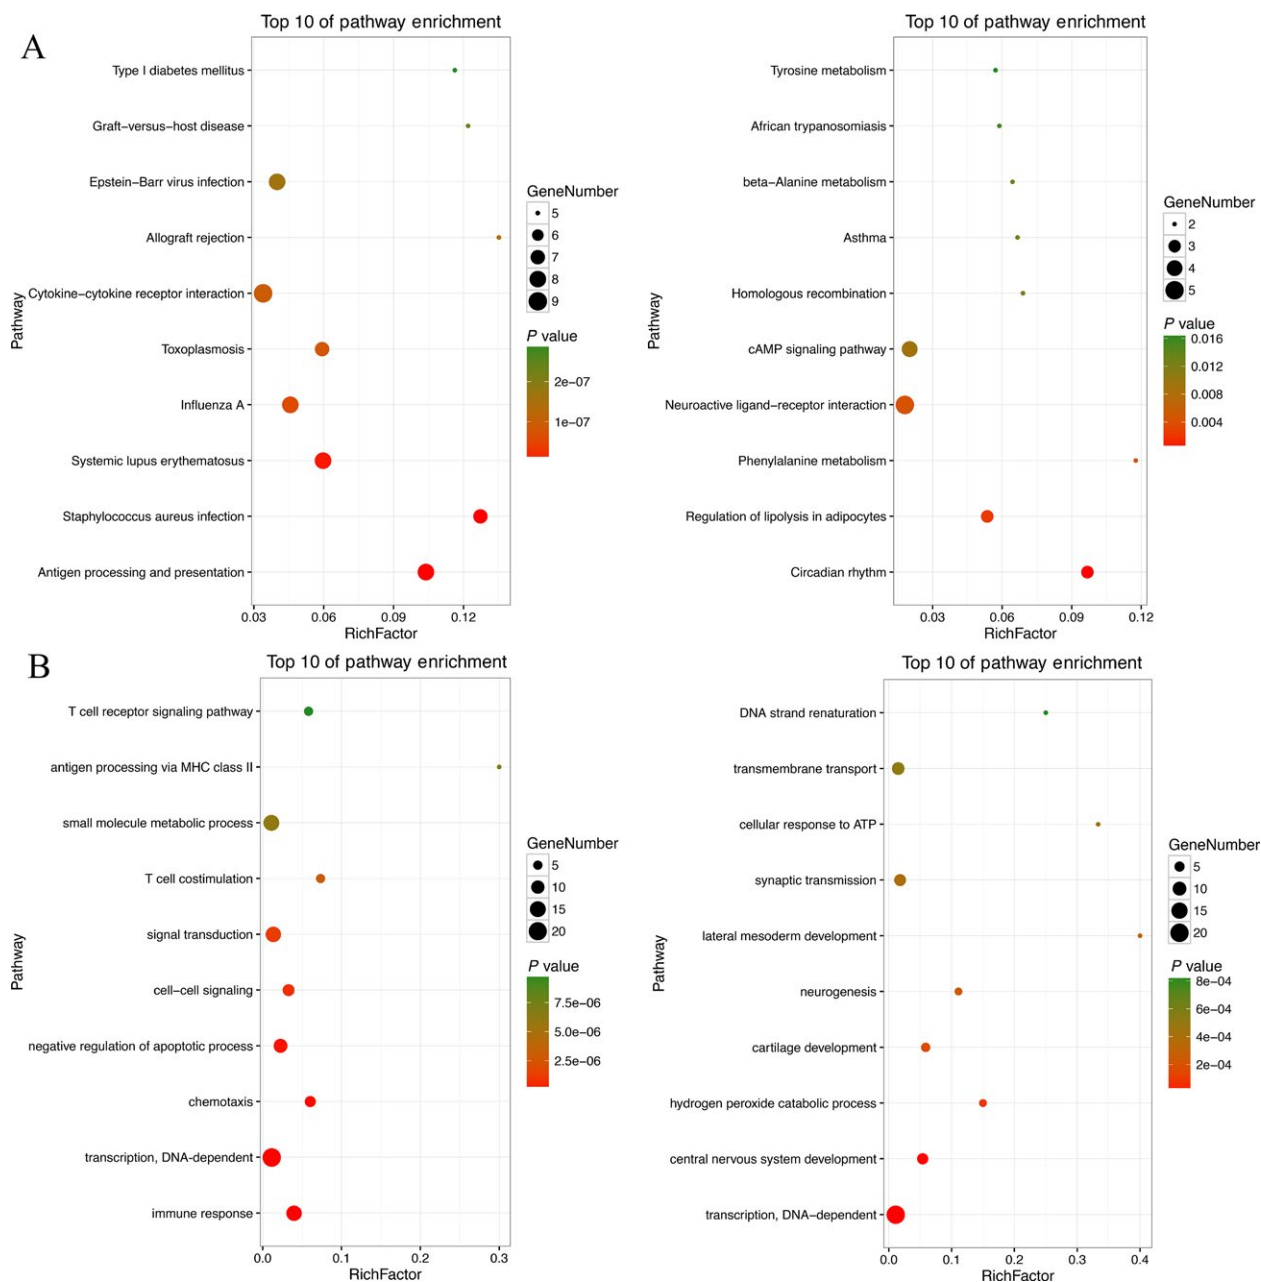 A
Top 10 of pathway enrichment
Type I diabetes mellitus
Graft−versus−host disease
Epstein−Barr virus infection
Allograft rejection
Cytokine−cytokine receptor interaction
Toxoplasmosis
Influenza A
Systemic lupus erythematosus
Staphylococcus aureus infection
Antigen processing and presentation
Pathway
0.03 0.06 0.09 0.12
RichFactor
GeneNumber
5
6
7
8
9
P value
2e−07
1e−07
Top 10 of pathway enrichment
Tyrosine metabolism
African trypanosomiasis
beta−Alanine metabolism
Asthma
Homologous recombination
cAMP signaling pathway
Neuroactive ligand−receptor interaction
Phenylalanine metabolism
Regulation of lipolysis in adipocytes
Circadian rhythm
Pathway
0.03 0.06 0.09 0.12
RichFactor
GeneNumber
2
3
4
5
P value
0.016
0.012
0.008
0.004
B
Top 10 of pathway enrichment
T cell receptor signaling pathway
antigen processing via MHC class II
small molecule metabolic process
T cell costimulation
signal transduction
cell−cell signaling
negative regulation of apoptotic process
chemotaxis
transcription, DNA-dependent
immune response
Pathway
0.0 0.1 0.2 0.3
RichFactor
GeneNumber
5
10
15
20
P value
7.5e−06
5.0e−06
2.5e−06
Top 10 of pathway enrichment
DNA strand renaturation
transmembrane transport
cellular response to ATP
synaptic transmission
lateral mesoderm development
neurogenesis
cartilage development
hydrogen peroxide catabolic process
central nervous system development
transcription, DNA−dependent
Pathway
0.0 0.1 0.2 0.3 0.4
RichFactor
GeneNumber
5
10
15
20
P value
8e−04
6e−04
4e−04
2e−04